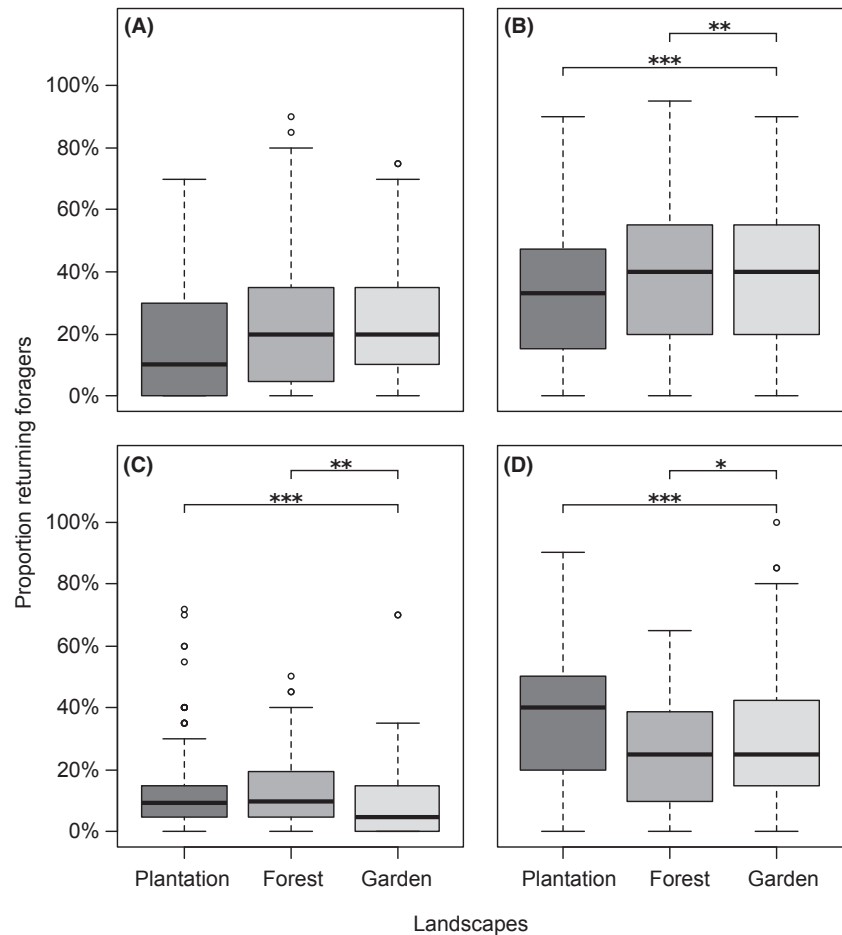 (A)
(B)
**
***
100%
80%
60%
40%
20%
0%
(C)
(D)
**
***
*
***
100%
80%
60%
40%
20%
0%
Proportion returning foragers
Plantation Forest Garden
Plantation Forest Garden
Landscapes